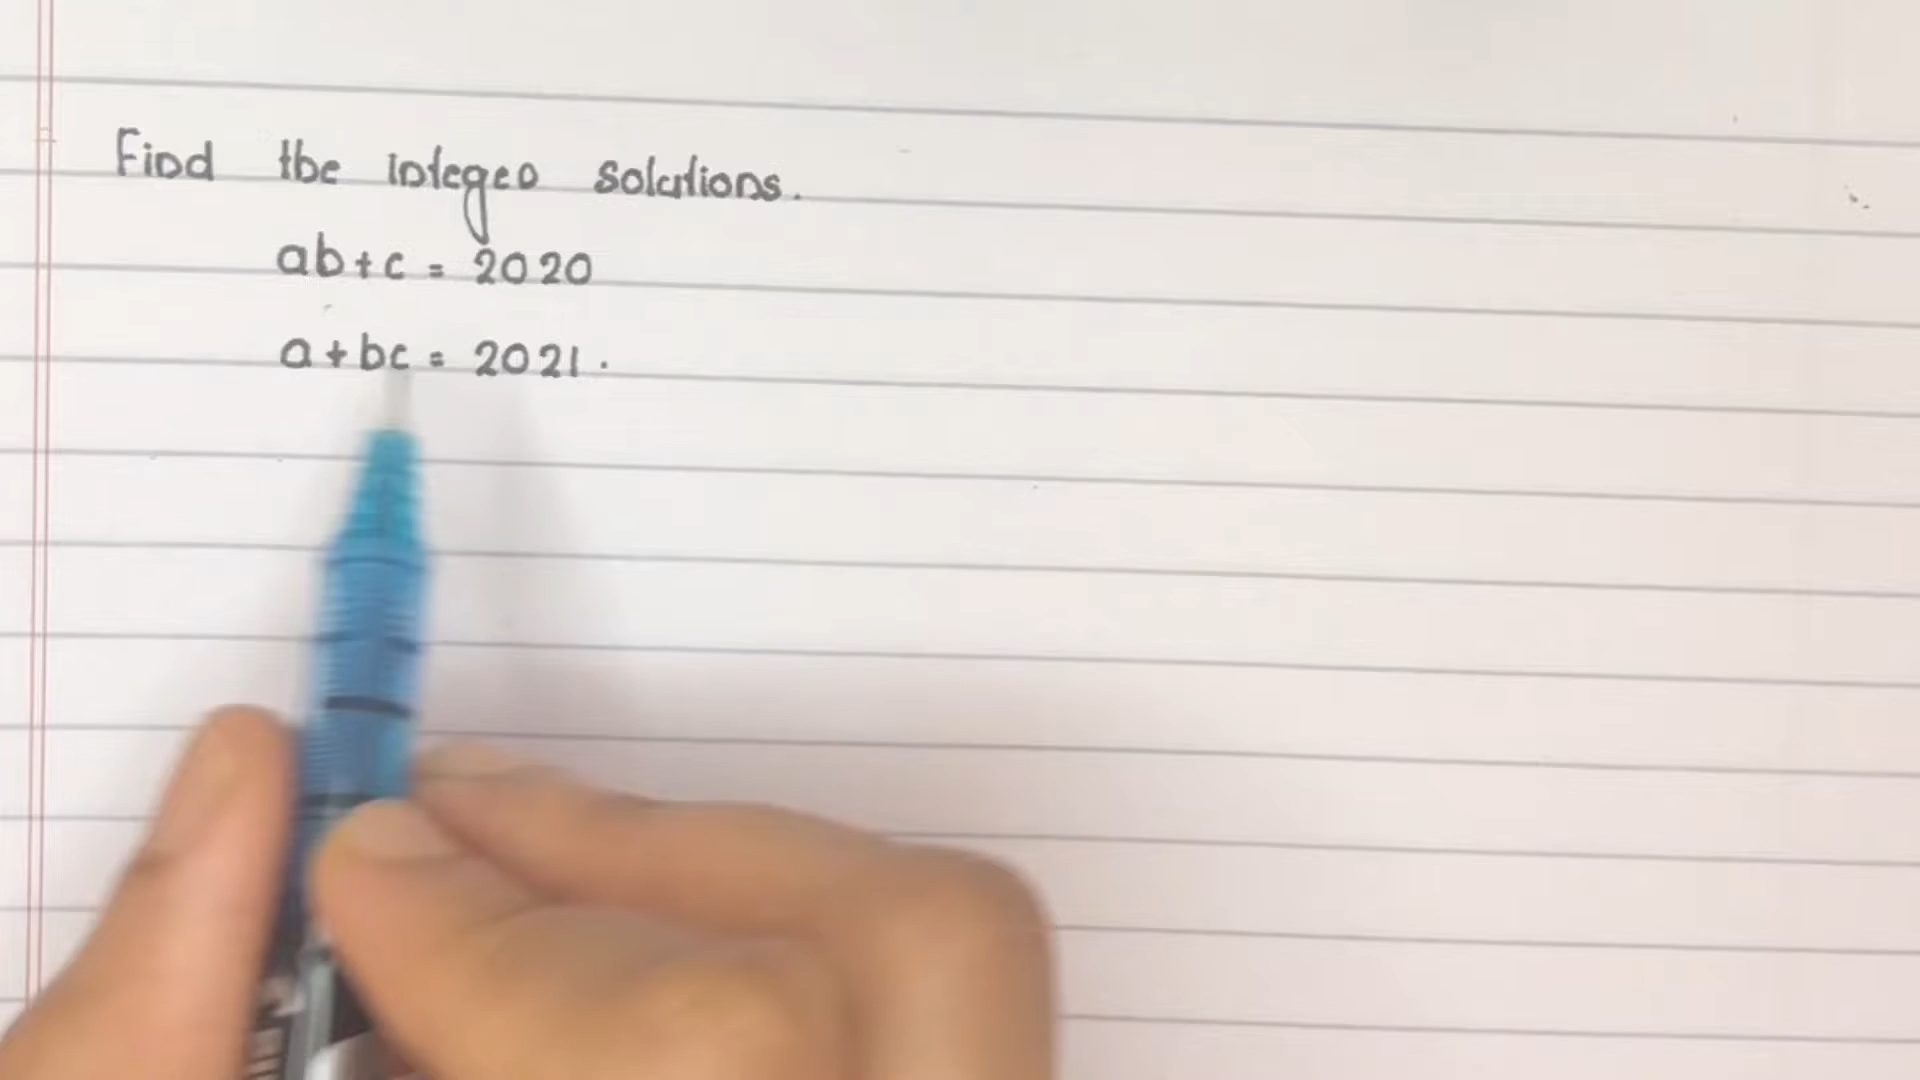 Find the integer solutions.
ab+c = 2020
a+bc = 2021.